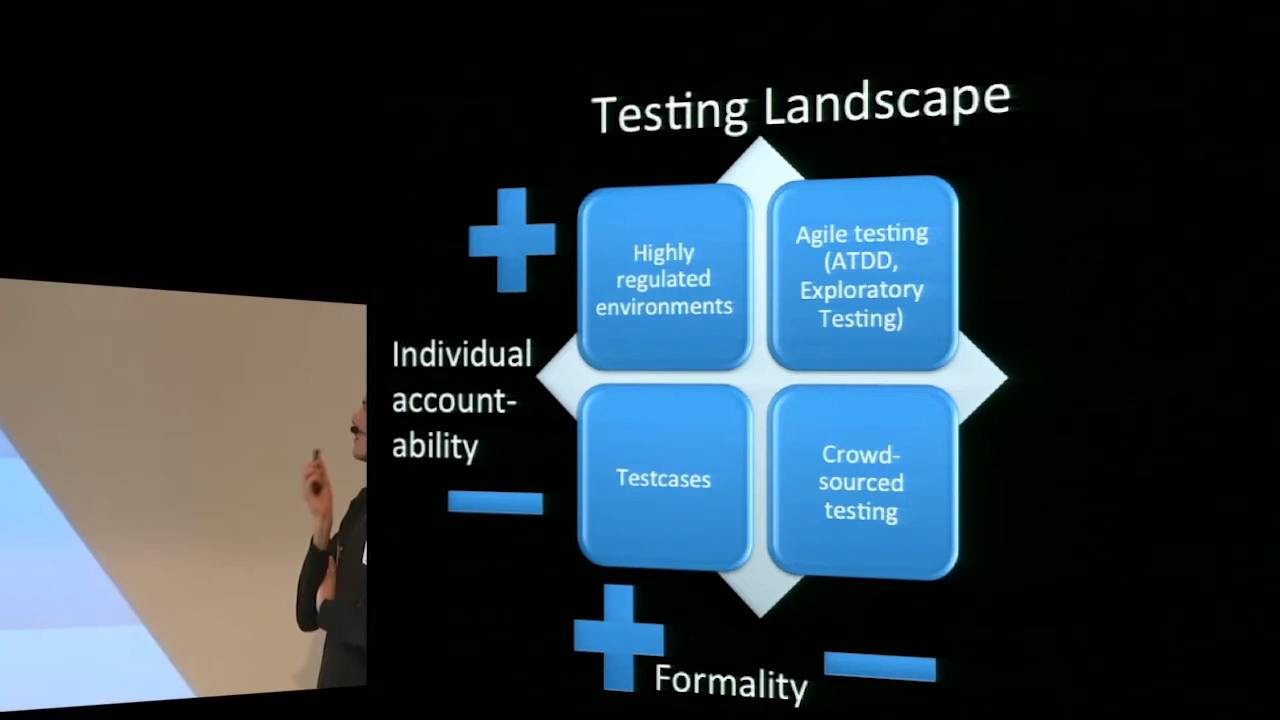 Testing Landscape
Highly
regulated
environments
Agile testing
(ATDD,
Exploratory
Testing)
Individual
account-
ability
Testcases
Crowd-
sourced
testing
Formality